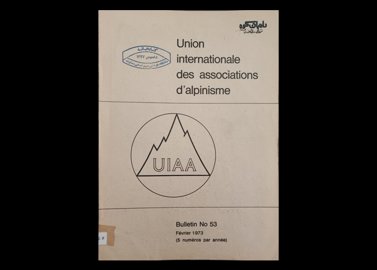 Union
internationale
des associations
d'alpinisme
UIAA
Bulletin No 53
Février 1973
(5 numéros par année)